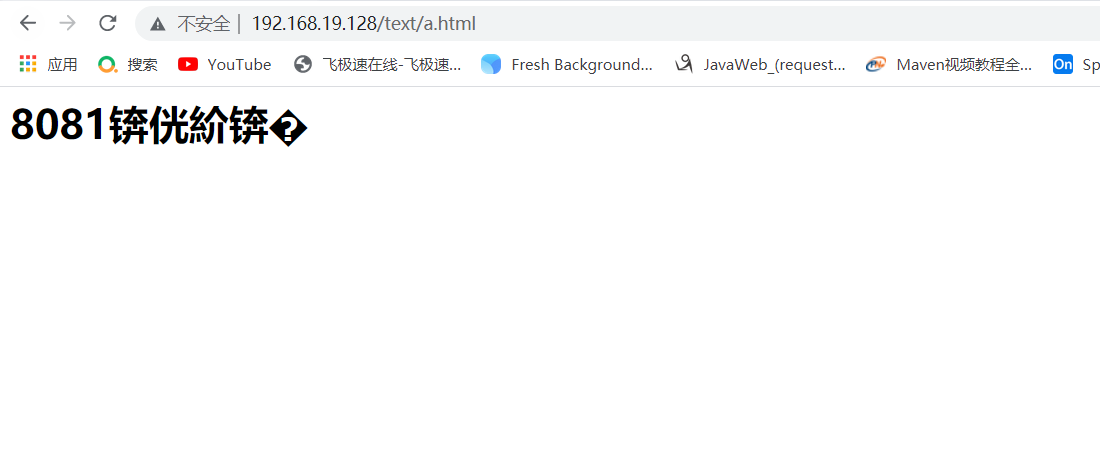 不安全 | 192.168.19.128/text/a.html
应用 搜索 YouTube 飞极速在线-飞极速... Fresh Background... JavaWeb_(request... Maven视频教程全... On Sp
8081锛侊紒锛�